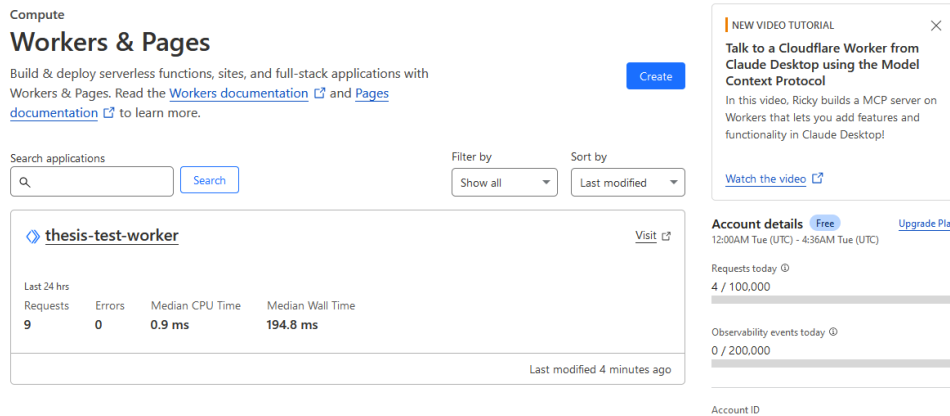 Compute
Workers & Pages
Build & deploy serverless functions, sites, and full-stack applications with
Workers & Pages. Read the Workers documentation and Pages
documentation to learn more.
Create
Search applications
Search
Filter by
Show all
Sort by
Last modified
thesis-test-worker
Visit
Last 24 hrs
Requests Errors Median CPU Time Median Wall Time
9 0 0.9 ms 194.8 ms
Last modified 4 minutes ago
NEW VIDEO TUTORIAL
Talk to a Cloudflare Worker from
Claude Desktop using the Model
Context Protocol
In this video, Ricky builds a MCP server on
Workers that lets you add features and
functionality in Claude Desktop!
Watch the video
Account details Free Upgrade Pla
12:00AM Tue (UTC) - 4:36AM Tue (UTC)
Requests today
4 / 100,000
Observability events today
0 / 200,000
Account ID